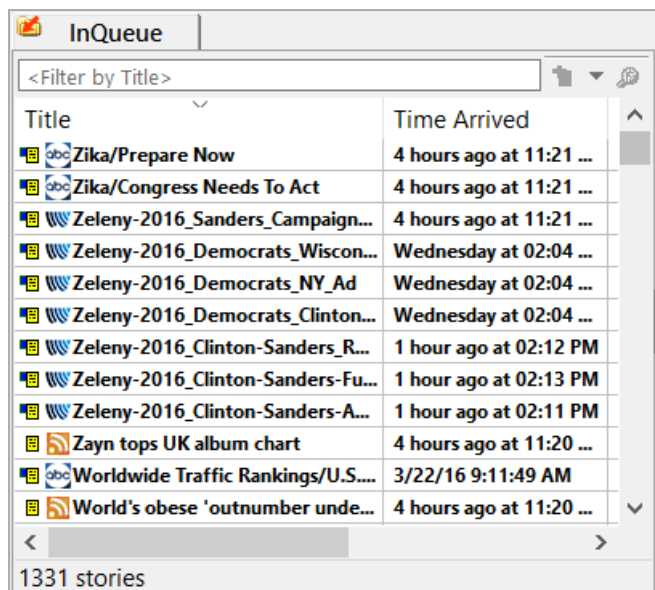 InQueue
<Filter by Title>
Title Time Arrived
abc Zika/Prepare Now 4 hours ago at 11:21 ...
abc Zika/Congress Needs To Act 4 hours ago at 11:21 ...
Zeleny-2016_Sanders_Campaign... 4 hours ago at 11:21 ...
Zeleny-2016_Democrats_Wiscon... Wednesday at 02:04 ...
Zeleny-2016_Democrats_NY_Ad Wednesday at 02:04 ...
Zeleny-2016_Democrats_Clinton... Wednesday at 02:04 ...
Zeleny-2016_Clinton-Sanders_R... 1 hour ago at 02:12 PM
Zeleny-2016_Clinton-Sanders-Fu... 1 hour ago at 02:13 PM
Zeleny-2016_Clinton-Sanders-A... 1 hour ago at 02:11 PM
Zayn tops UK album chart 4 hours ago at 11:20 ...
abc Worldwide Traffic Rankings/U.S.... 3/22/16 9:11:49 AM
World's obese 'outnumber unde... 4 hours ago at 11:20 ...
1331 stories